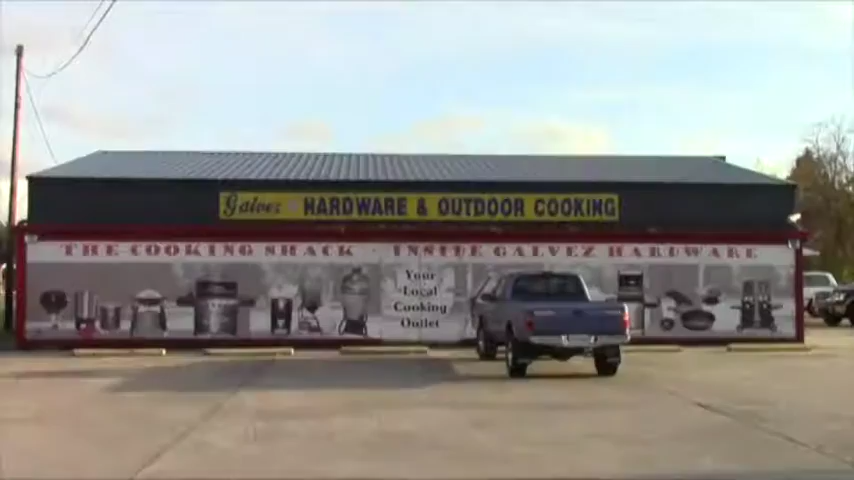 Galvez HARDWARE & OUTDOOR COOKING
THE COOKING SHACK INSIDE GALVEZ HARDWARE
Your
Local
Cooking
Outlet